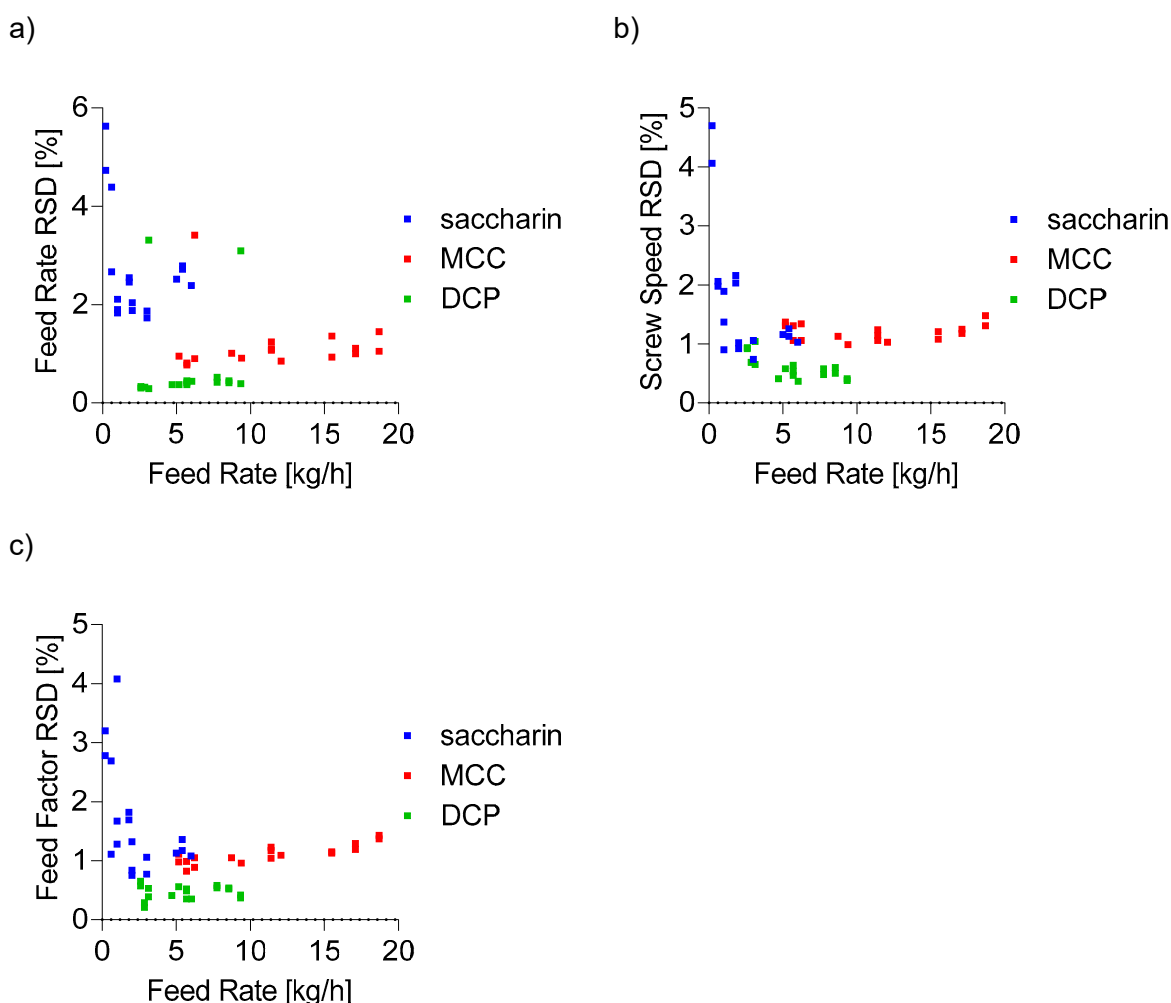 a)
Feed Rate RSD [%]
6
4
2
0
0 5 10 15 20
Feed Rate [kg/h]
saccharin
MCC
DCP
b)
Screw Speed RSD [%]
5
4
3
2
1
0
0 5 10 15 20
Feed Rate [kg/h]
saccharin
MCC
DCP
c)
Feed Factor RSD [%]
5
4
3
2
1
0
0 5 10 15 20
Feed Rate [kg/h]
saccharin
MCC
DCP